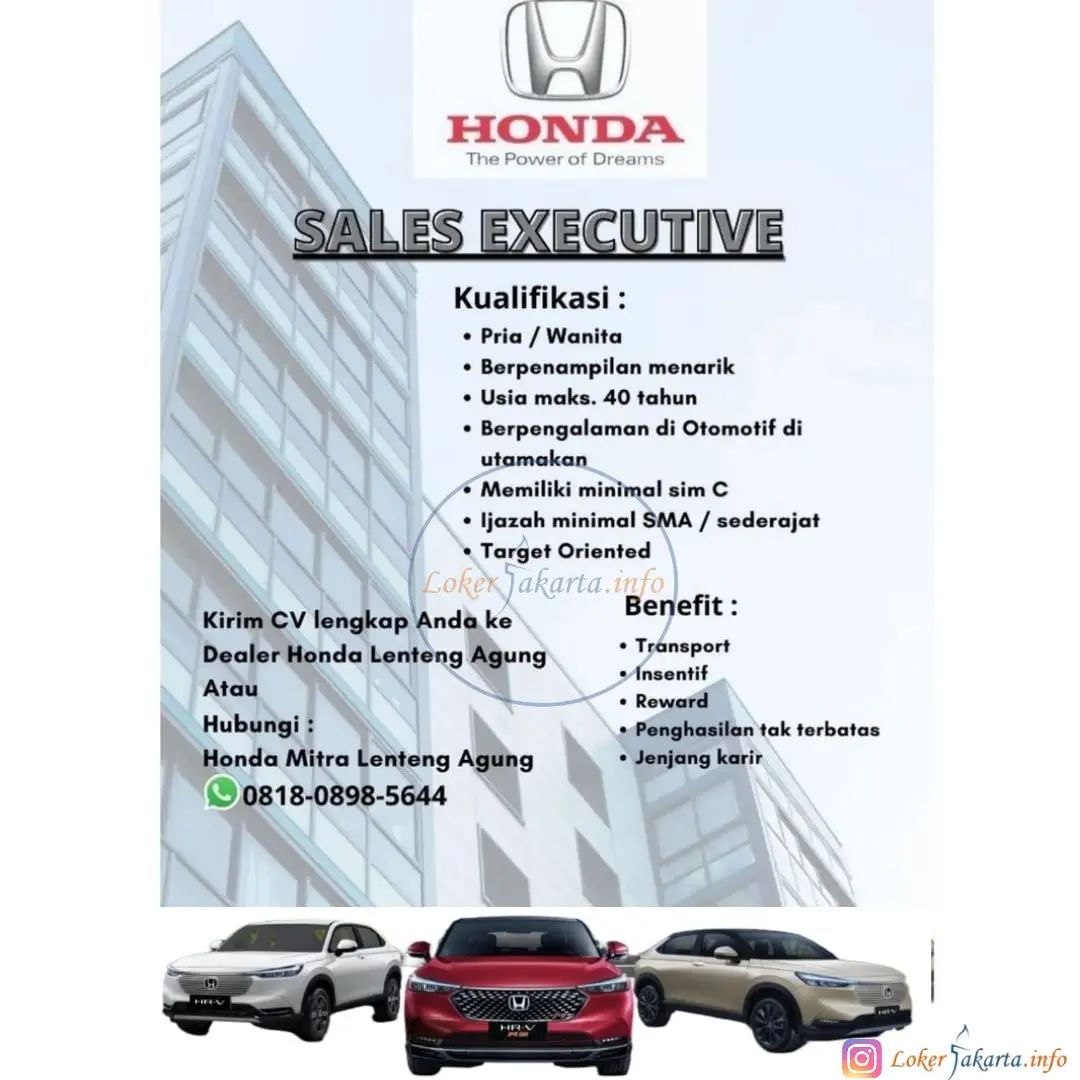 HONDA
The Power of Dreams
SALES EXECUTIVE
Kualifikasi :
• Pria / Wanita
• Berpenampilan menarik
• Usia maks. 40 tahun
• Berpengalaman di Otomotif di
utamakan
• Memiliki minimal sim C
• Ijazah minimal SMA / sederajat
• Target Oriented
LokerJakarta.info
Kirim CV lengkap Anda ke
Dealer Honda Lenteng Agung
Atau
Hubungi :
Honda Mitra Lenteng Agung
0818-0898-5644
Benefit :
• Transport
• Insentif
• Reward
• Penghasilan tak terbatas
• Jenjang karir
HR-V
HR-V RS
HR-V
LokerJakarta.info